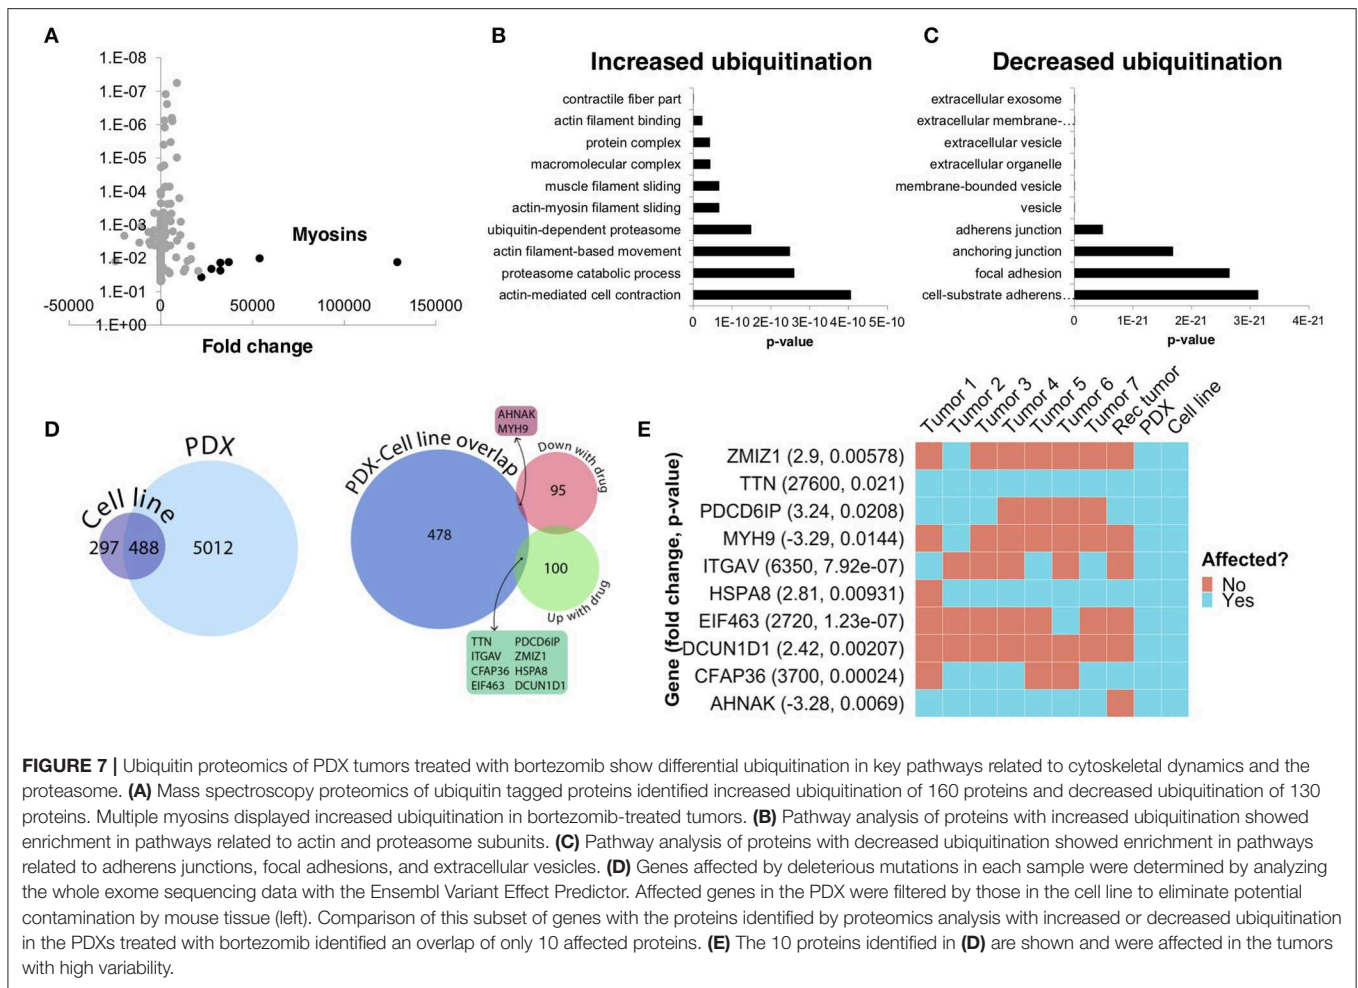 A
1.E-08
1.E-07
1.E-06
1.E-05
1.E-04
1.E-03
1.E-02
1.E-01
1.E+00
-50000
0
50000
100000
150000
Myosins
Fold change
B
Increased ubiquitination
contractile fiber part
actin filament binding
protein complex
macromolecular complex
muscle filament sliding
actin-myosin filament sliding
ubiquitin-dependent proteasome
actin filament-based movement
proteasome catabolic process
actin-mediated cell contraction
0 1E-10 2E-10 3E-10 4E-10 5E-10
p-value
C
Decreased ubiquitination
extracellular exosome
extracellular membrane-...
extracellular vesicle
extracellular organelle
membrane-bounded vesicle
vesicle
adherens junction
anchoring junction
focal adhesion
cell-substrate adherens...
0 1E-21 2E-21 3E-21 4E-21
p-value
D
PDX
Cell line
297 488 5012
PDX-Cell line overlap
478
AHNAK
MYH9
Down with drug
95
100
Up with drug
TTN PDCD6IP
ITGAV ZMIZ1
CFAP36 HSPA8
EIF463 DCUN1D1
E
Tumor 1
Tumor 2
Tumor 3
Tumor 4
Tumor 5
Tumor 6
Tumor 7
Rec tumor
PDX
Cell line
Gene (fold change, p-value)
ZMIZ1 (2.9, 0.00578)
TTN (27600, 0.021)
PDCD6IP (3.24, 0.0208)
MYH9 (-3.29, 0.0144)
ITGAV (6350, 7.92e-07)
HSPA8 (2.81, 0.00931)
EIF463 (2720, 1.23e-07)
DCUN1D1 (2.42, 0.00207)
CFAP36 (3700, 0.00024)
AHNAK (-3.28, 0.0069)
Affected?
No
Yes
FIGURE 7 | Ubiquitin proteomics of PDX tumors treated with bortezomib show differential ubiquitination in key pathways related to cytoskeletal dynamics and the
proteasome. (A) Mass spectroscopy proteomics of ubiquitin tagged proteins identified increased ubiquitination of 160 proteins and decreased ubiquitination of 130
proteins. Multiple myosins displayed increased ubiquitination in bortezomib-treated tumors. (B) Pathway analysis of proteins with increased ubiquitination showed
enrichment in pathways related to actin and proteasome subunits. (C) Pathway analysis of proteins with decreased ubiquitination showed enrichment in pathways
related to adherens junctions, focal adhesions, and extracellular vesicles. (D) Genes affected by deleterious mutations in each sample were determined by analyzing
the whole exome sequencing data with the Ensembl Variant Effect Predictor. Affected genes in the PDX were filtered by those in the cell line to eliminate potential
contamination by mouse tissue (left). Comparison of this subset of genes with the proteins identified by proteomics analysis with increased or decreased ubiquitination
in the PDXs treated with bortezomib identified an overlap of only 10 affected proteins. (E) The 10 proteins identified in (D) are shown and were affected in the tumors
with high variability.